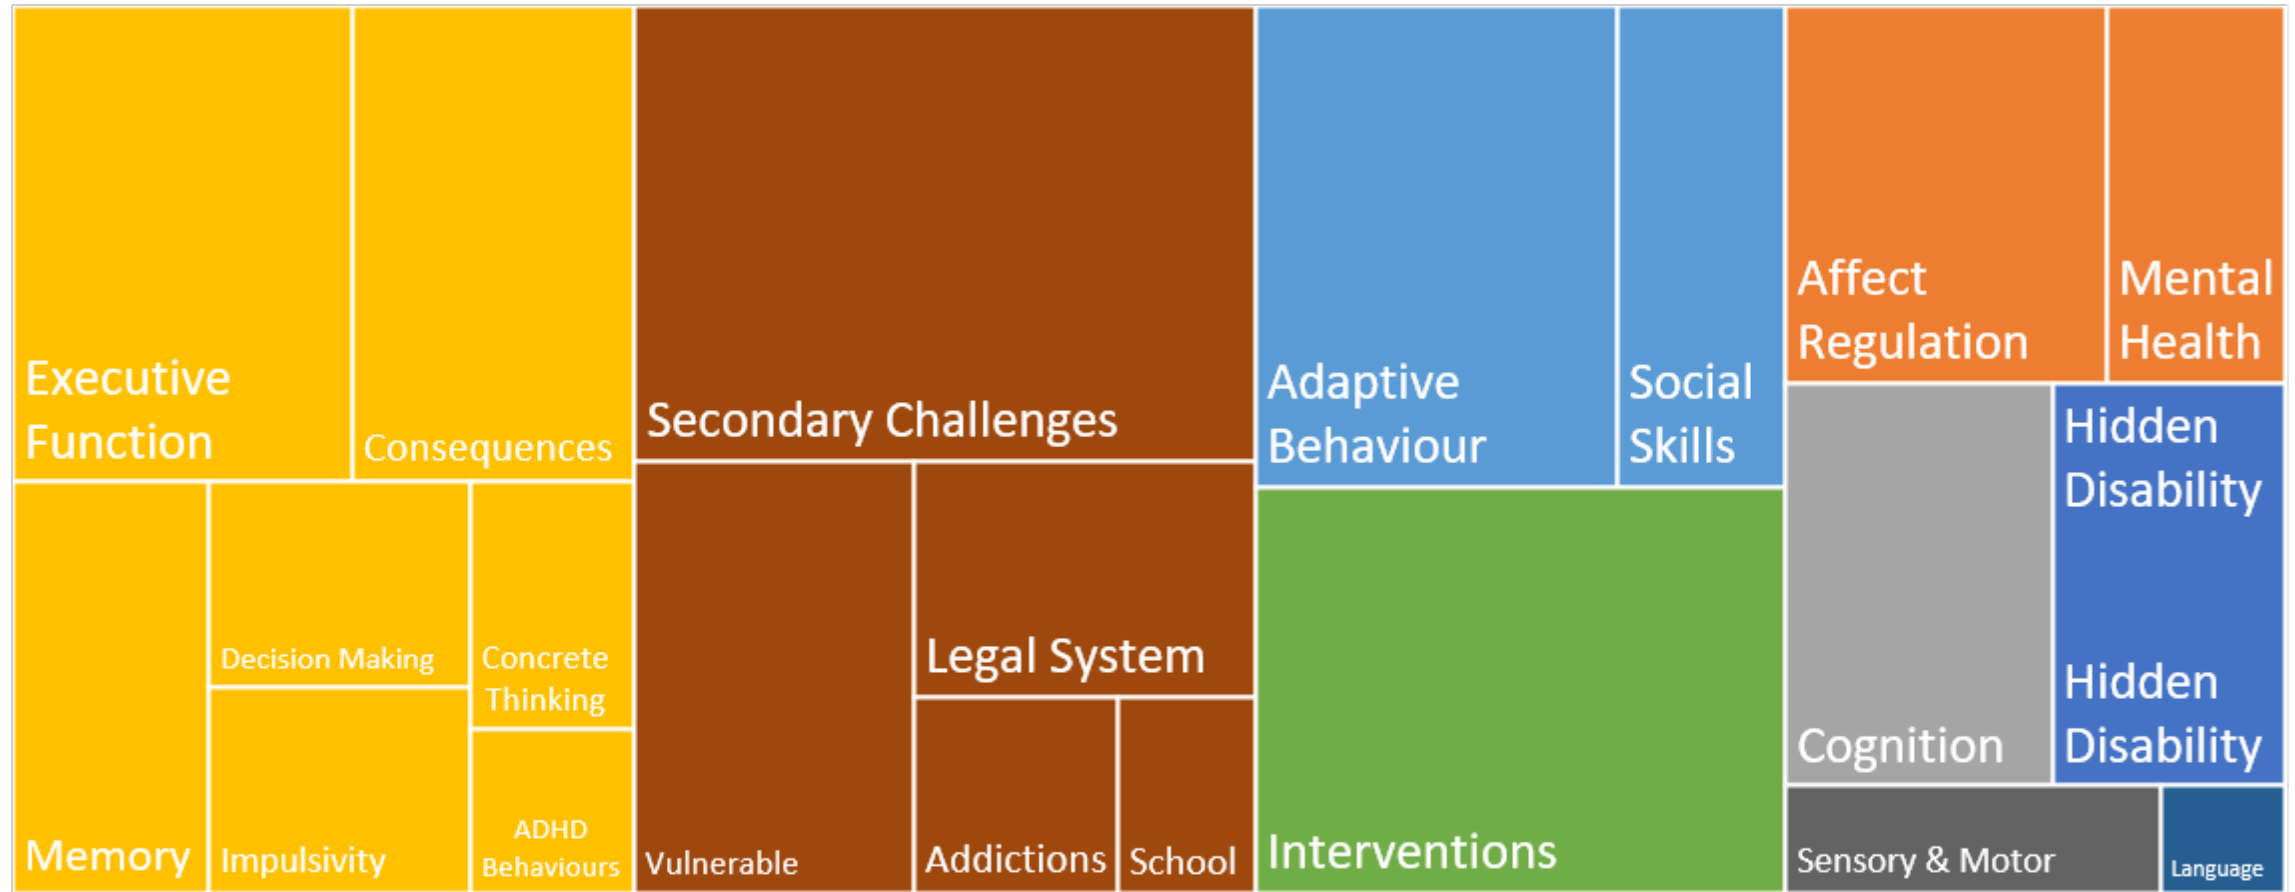 Executive
Function
Consequences
Memory
Decision Making
Impulsivity
Concrete
Thinking
ADHD
Behaviours
Secondary Challenges
Vulnerable
Legal System
Addictions
School
Adaptive
Behaviour
Social
Skills
Interventions
Affect
Regulation
Mental
Health
Cognition
Hidden
Disability
Hidden
Disability
Sensory & Motor
Language